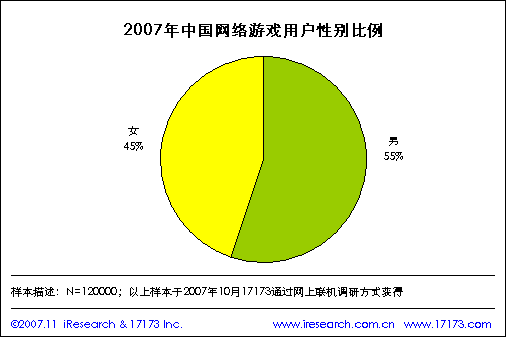 2007年中国网络游戏用户性别比例
女
45%
男
55%
样本描述：N=120000；以上样本于2007年10月17173通过网上联机调研方式获得
©2007.11 iResearch & 17173 Inc. www.iresearch.com.cn www.17173.com